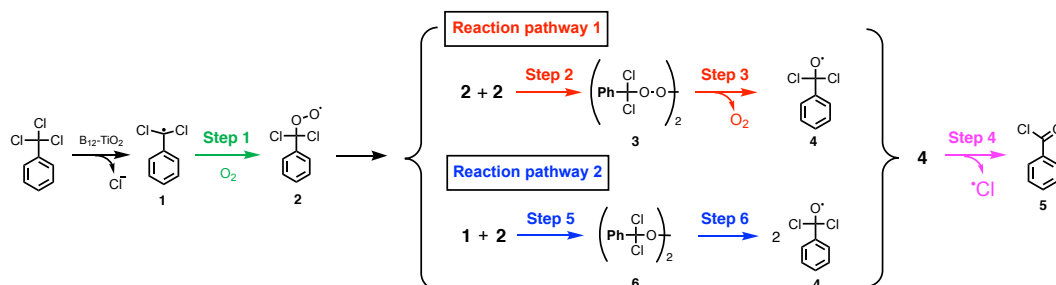 Reaction pathway 1
Step 2
Step 3
2 + 2
Ph
Cl
Cl
O
O
2
3
O2
O•
Cl
Cl
4
Cl
Cl
Cl
B12-TiO2
Cl−
Cl
•
Cl
1
Step 1
O2
O
O•
Cl
Cl
2
4
Step 4
•Cl
Cl
5
Reaction pathway 2
Step 5
Step 6
1 + 2
Ph
Cl
Cl
O
2
6
2
O•
Cl
Cl
4